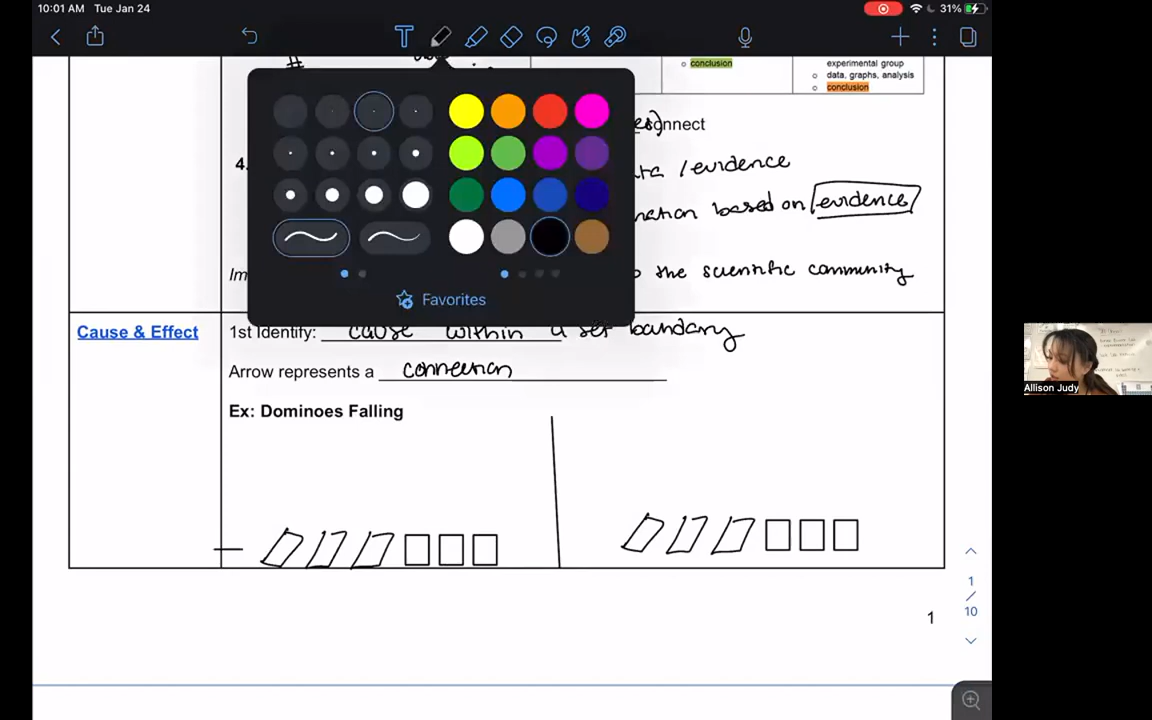 10:01 AM Tue Jan 24
31%
T
#
conclusion
experimental group
data, graphs, analysis
conclusion
connect
4.
/evidence
based on evidence
Im
the scientific community
Favorites
Cause & Effect
1st Identify: cause within a set boundary
Arrow represents a connection
Ex: Dominoes Falling
1
/
10
1
Allison Judy